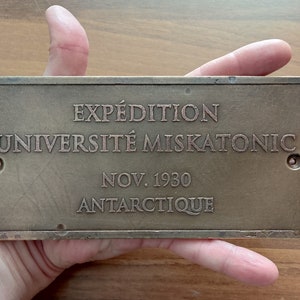 EXPÉDITION
UNIVERSITÉ MISKATONIC
NOV. 1930
ANTARCTIQUE